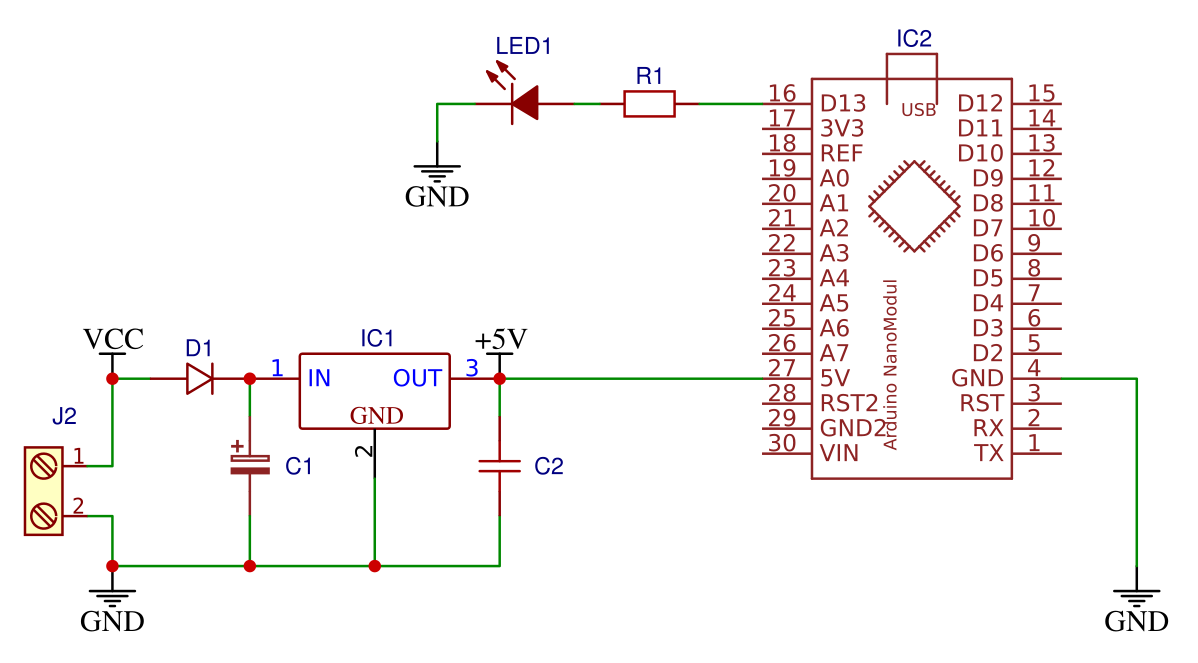 LED1
R1
IC2
USB
GND
16 D13
17 3V3
18 REF
19 A0
20 A1
21 A2
22 A3
23 A4
24 A5
25 A6
26 A7
27 5V
28 RST2
29 GND2
30 VIN
D12 15
D11 14
D10 13
D9 12
D8 11
D7 10
D6 9
D5 8
D4 7
D3 6
D2 5
GND 4
RST 3
RX 2
TX 1
Arduino NanoModul
VCC
D1
IC1
+5V
1 IN
OUT 3
GND
2
J2
1
2
+
C1
C2
GND
GND